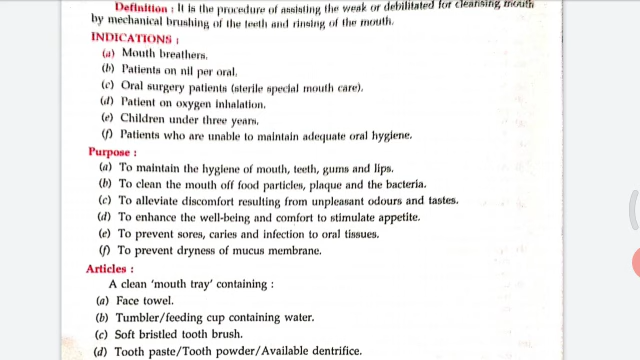 Definition : It is the procedure of assisting the weak or debilitated for cleansing mouth
by mechanical brushing of the teeth and rinsing of the mouth.
INDICATIONS :
(a) Mouth breathers.
(b) Patients on nil per oral.
(c) Oral surgery patients (sterile special mouth care).
(d) Patient on oxygen inhalation.
(e) Children under three years.
(f) Patients who are unable to maintain adequate oral hygiene.
Purpose :
(a) To maintain the hygiene of mouth, teeth, gums and lips.
(b) To clean the mouth off food particles, plaque and the bacteria.
(c) To alleviate discomfort resulting from unpleasant odours and tastes.
(d) To enhance the well-being and comfort to stimulate appetite.
(e) To prevent sores, caries and infection to oral tissues.
(f) To prevent dryness of mucus membrane.
Articles :
A clean 'mouth tray' containing :
(a) Face towel.
(b) Tumbler/feeding cup containing water.
(c) Soft bristled tooth brush.
(d) Tooth paste/Tooth powder/Available dentrifice.